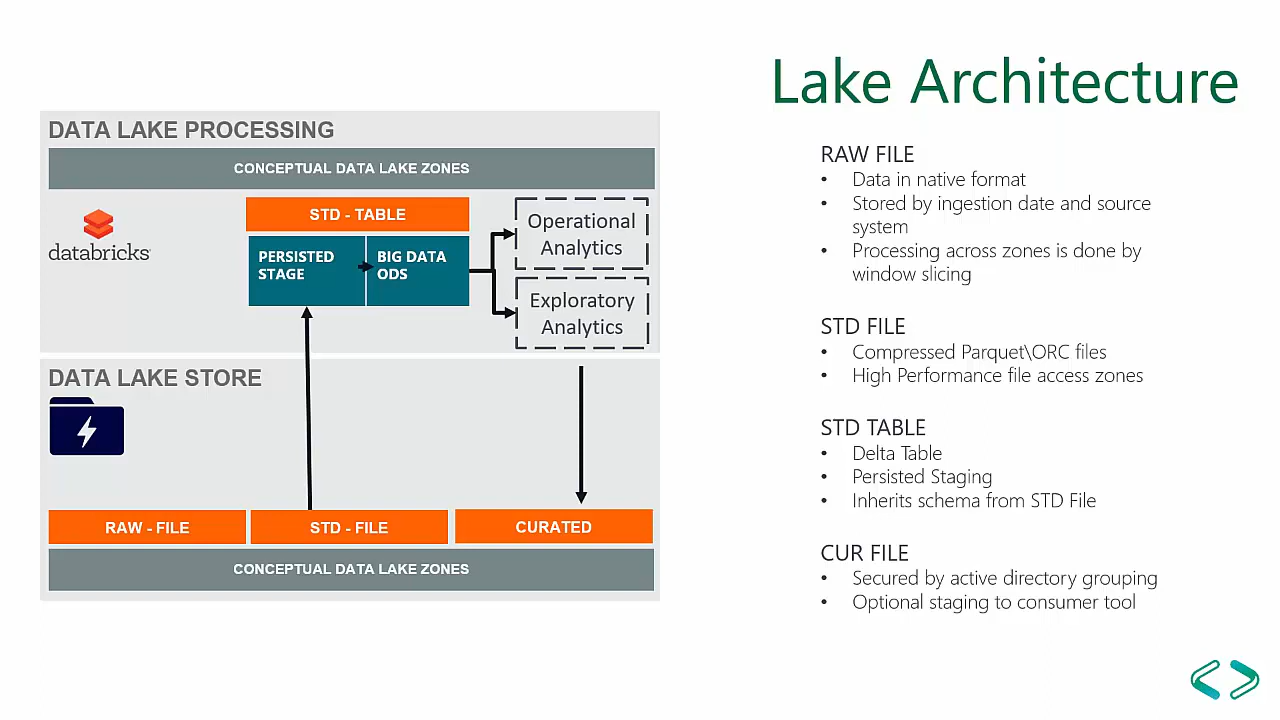 Lake Architecture
DATA LAKE PROCESSING
CONCEPTUAL DATA LAKE ZONES
databricks
STD - TABLE
PERSISTED
STAGE
BIG DATA
ODS
Operational
Analytics
Exploratory
Analytics
DATA LAKE STORE
RAW - FILE
STD - FILE
CURATED
CONCEPTUAL DATA LAKE ZONES
RAW FILE
• Data in native format
• Stored by ingestion date and source
system
• Processing across zones is done by
window slicing
STD FILE
• Compressed Parquet\ORC files
• High Performance file access zones
STD TABLE
• Delta Table
• Persisted Staging
• Inherits schema from STD File
CUR FILE
• Secured by active directory grouping
• Optional staging to consumer tool